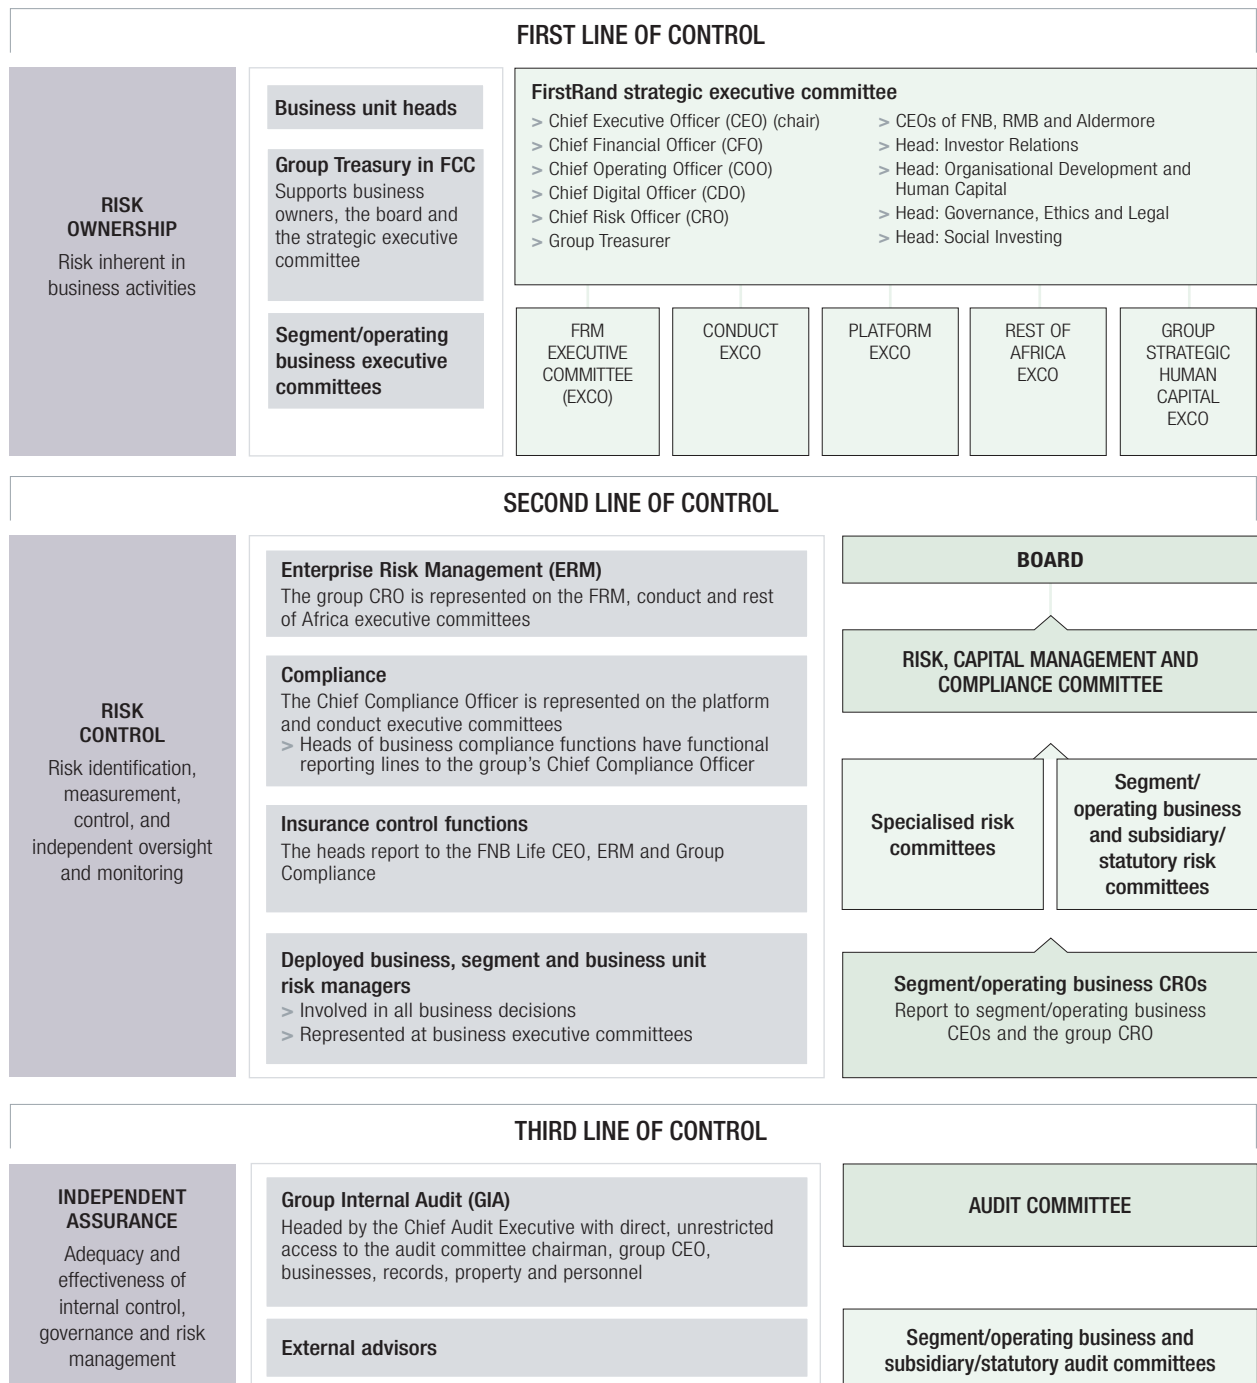 FIRST LINE OF CONTROL
RISK
OWNERSHIP
Risk inherent in
business activities
Business unit heads
Group Treasury in FCC
Supports business
owners, the board and
the strategic executive
committee
Segment/operating
business executive
committees
FirstRand strategic executive committee
> Chief Executive Officer (CEO) (chair)
> Chief Financial Officer (CFO)
> Chief Operating Officer (COO)
> Chief Digital Officer (CDO)
> Chief Risk Officer (CRO)
> Group Treasurer
> CEOs of FNB, RMB and Aldermore
> Head: Investor Relations
> Head: Organisational Development and
Human Capital
> Head: Governance, Ethics and Legal
> Head: Social Investing
FRM
EXECUTIVE
COMMITTEE
(EXCO)
CONDUCT
EXCO
PLATFORM
EXCO
REST OF
AFRICA
EXCO
GROUP
STRATEGIC
HUMAN
CAPITAL
EXCO
SECOND LINE OF CONTROL
RISK
CONTROL
Risk identification,
measurement,
control, and
independent oversight
and monitoring
Enterprise Risk Management (ERM)
The group CRO is represented on the FRM, conduct and rest
of Africa executive committees
Compliance
The Chief Compliance Officer is represented on the platform
and conduct executive committees
> Heads of business compliance functions have functional
reporting lines to the group's Chief Compliance Officer
Insurance control functions
The heads report to the FNB Life CEO, ERM and Group
Compliance
Deployed business, segment and business unit
risk managers
> Involved in all business decisions
> Represented at business executive committees
BOARD
RISK, CAPITAL MANAGEMENT AND
COMPLIANCE COMMITTEE
Specialised risk
committees
Segment/
operating business
and subsidiary/
statutory risk
committees
Segment/operating business CROs
Report to segment/operating business
CEOs and the group CRO
THIRD LINE OF CONTROL
INDEPENDENT
ASSURANCE
Adequacy and
effectiveness of
internal control,
governance and risk
management
Group Internal Audit (GIA)
Headed by the Chief Audit Executive with direct, unrestricted
access to the audit committee chairman, group CEO,
businesses, records, property and personnel
External advisors
AUDIT COMMITTEE
Segment/operating business and
subsidiary/statutory audit committees